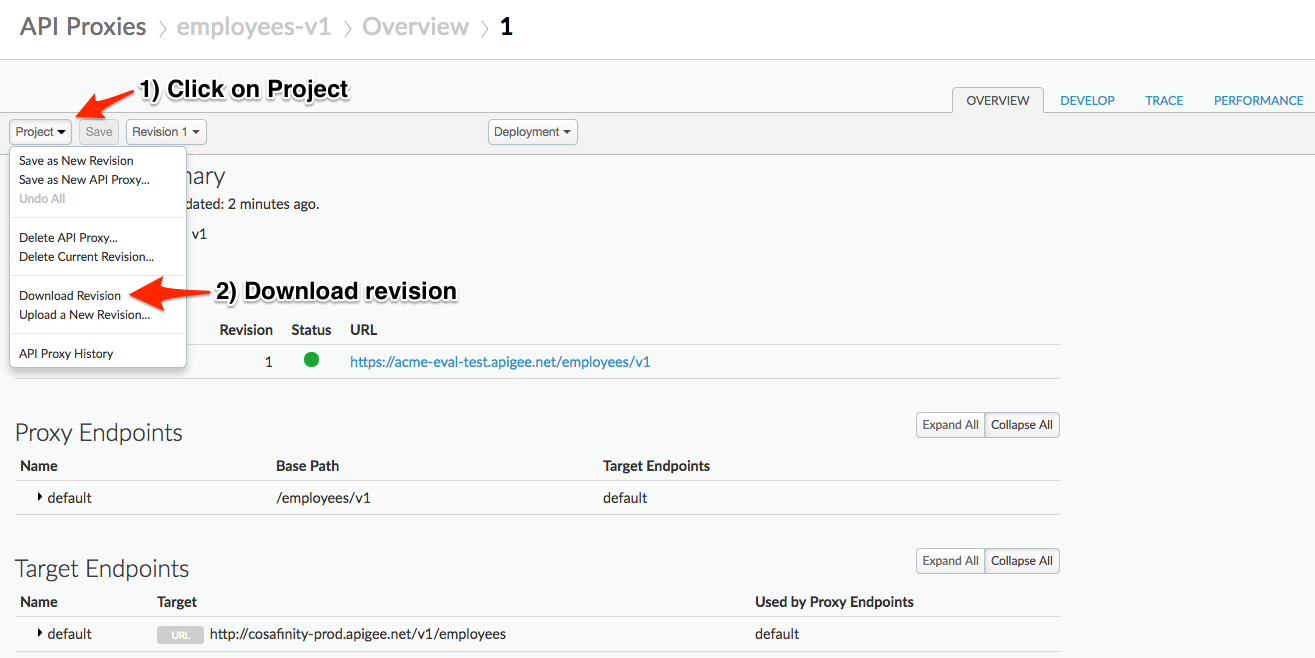 API Proxies > employees-v1 > Overview > 1
1) Click on Project
OVERVIEW DEVELOP TRACE PERFORMANCE
Project Save Revision 1 Deployment
Save as New Revision
Save as New API Proxy...
Undo All
dated: 2 minutes ago.
Delete API Proxy... v1
Delete Current Revision...
Download Revision 2) Download revision
Upload a New Revision...
Revision Status URL
API Proxy History
1 https://acme-eval-test.apigee.net/employees/v1
Proxy Endpoints Expand All Collapse All
Name Base Path Target Endpoints
default /employees/v1 default
Target Endpoints Expand All Collapse All
Name Target Used by Proxy Endpoints
default URL http://cosafinity-prod.apigee.net/v1/employees default